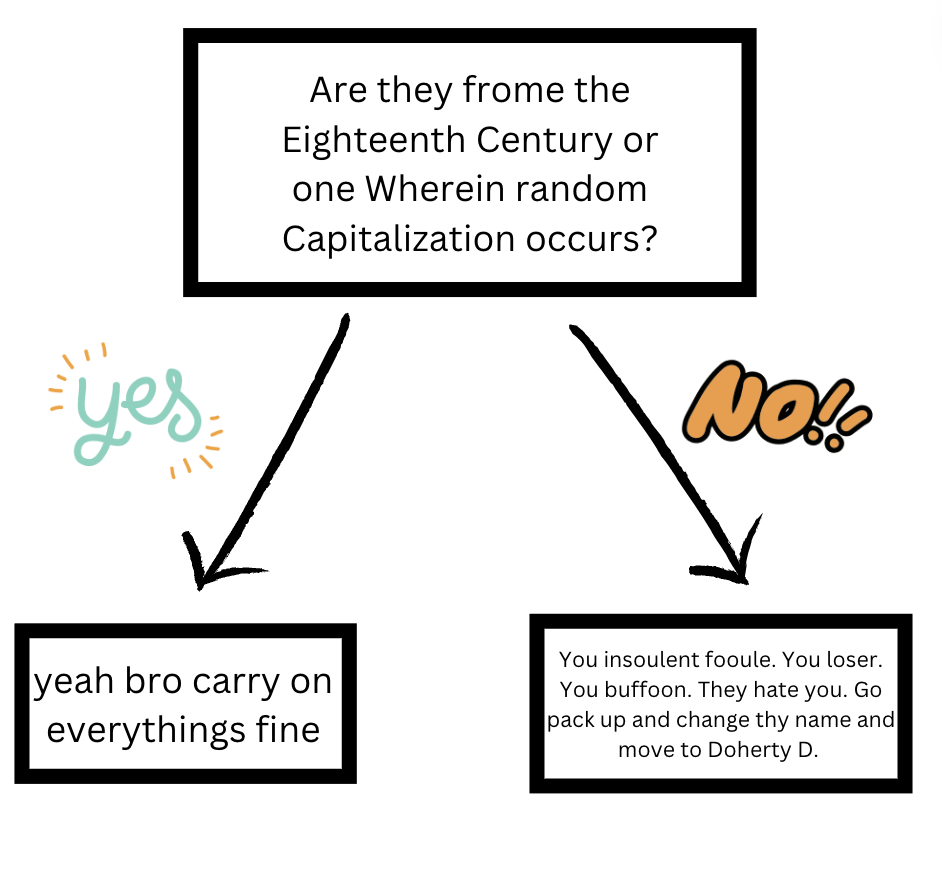 Are they frome the
Eighteenth Century or
one Wherein random
Capitalization occurs?
yes
NO!!
yeah bro carry on
everythings fine
You insoulent fooule. You loser.
You buffoon. They hate you. Go
pack up and change thy name and
move to Doherty D.